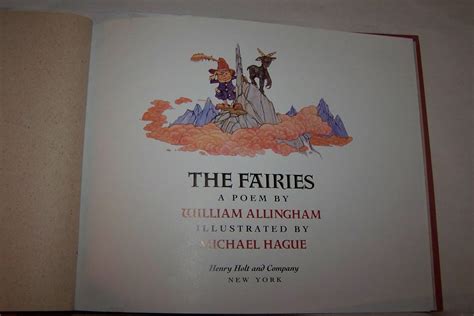 THE FAIRIES
A POEM BY
WILLIAM ALLINGHAM
ILLUSTRATED BY
MICHAEL HAGUE
Henry Holt and Company
NEW YORK